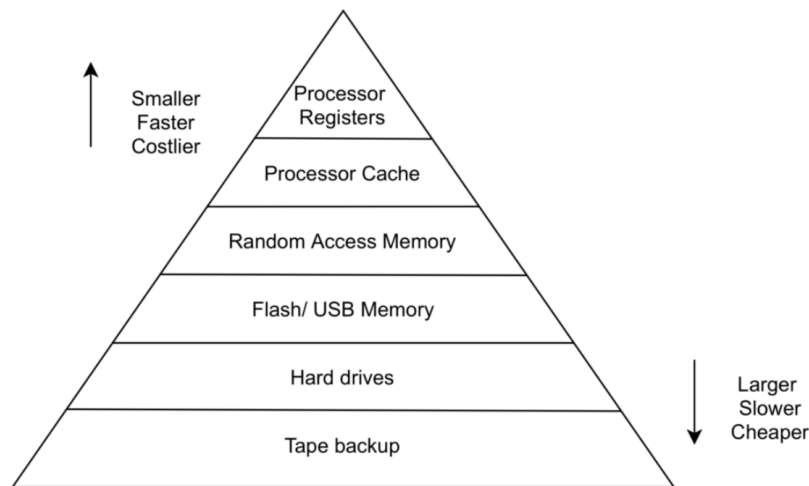 Processor
Registers
Smaller
Faster
Costlier
Processor Cache
Random Access Memory
Flash/ USB Memory
Hard drives
Larger
Slower
Cheaper
Tape backup